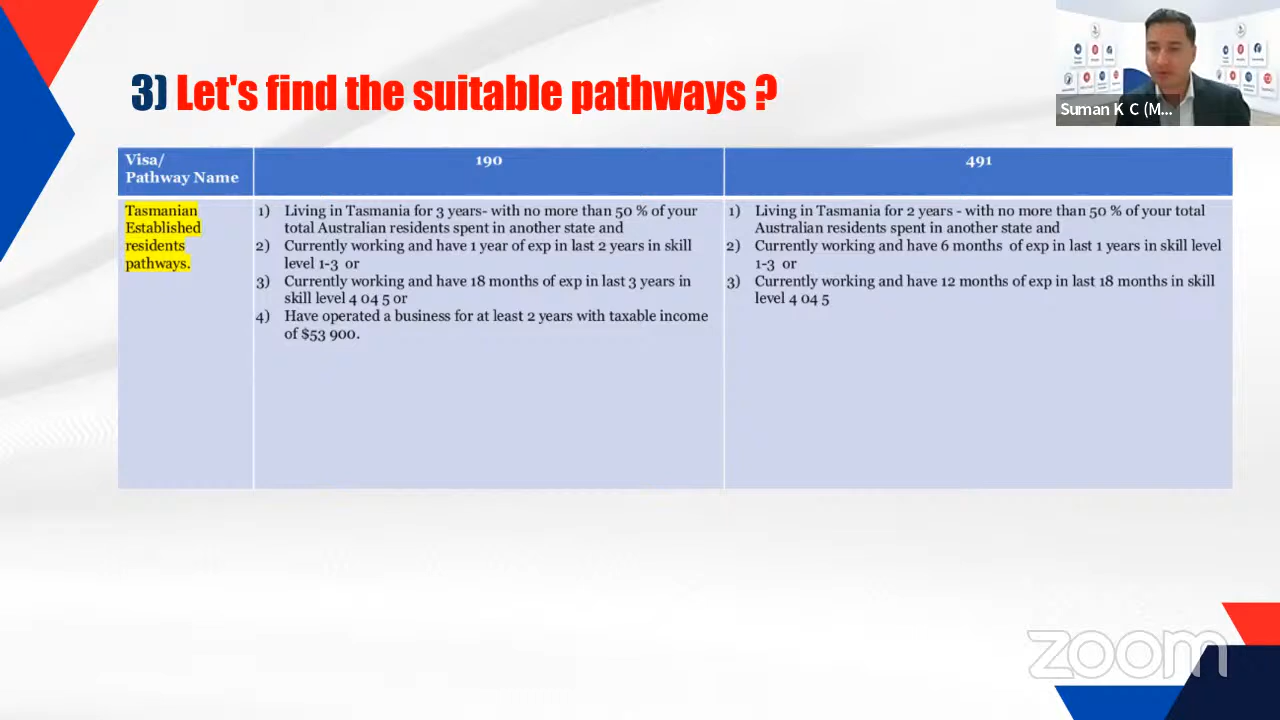 3) Let's find the suitable pathways ?
Suman K C (M...
Visa/
Pathway Name
190
491
Tasmanian
Established
residents
pathways.
1) Living in Tasmania for 3 years- with no more than 50 % of your
total Australian residents spent in another state and
2) Currently working and have 1 year of exp in last 2 years in skill
level 1-3 or
3) Currently working and have 18 months of exp in last 3 years in
skill level 4 04 5 or
4) Have operated a business for at least 2 years with taxable income
of $53 900.
1) Living in Tasmania for 2 years - with no more than 50 % of your total
Australian residents spent in another state and
2) Currently working and have 6 months of exp in last 1 years in skill level
1-3 or
3) Currently working and have 12 months of exp in last 18 months in skill
level 4 04 5
zoom